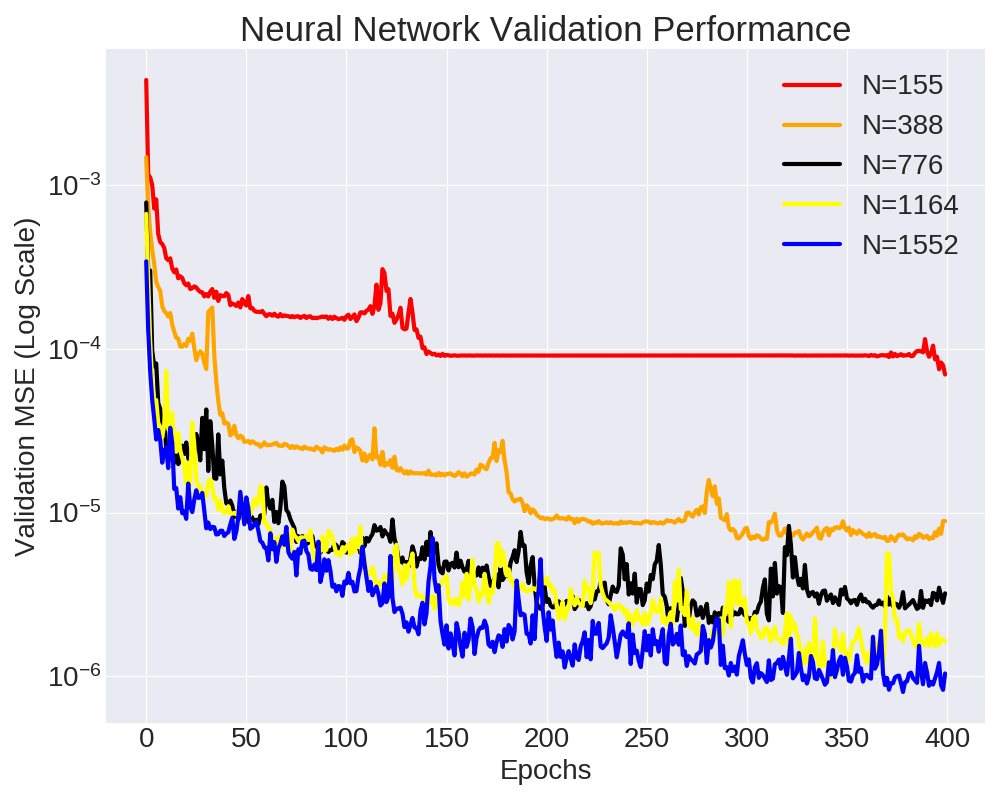 Neural Network Validation Performance
N=155
N=388
N=776
N=1164
N=1552
Validation MSE (Log Scale)
10⁻³
10⁻⁴
10⁻⁵
10⁻⁶
0 50 100 150 200 250 300 350 400
Epochs